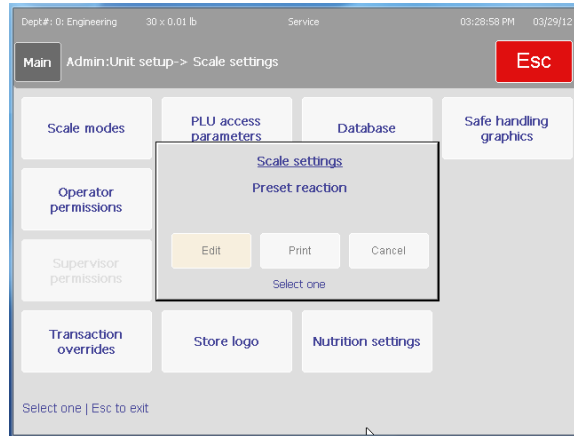 Dept#: 0: Engineering 30 x 0.01 lb Service 03:28:58 PM 03/29/12
Main Admin:Unit setup-> Scale settings Esc
Scale modes
PLU access
parameters
Database
Safe handling
graphics
Scale settings
Preset reaction
Operator
permissions
Edit Print Cancel
Select one
Supervisor
permissions
Transaction
overrides
Store logo
Nutrition settings
Select one | Esc to exit